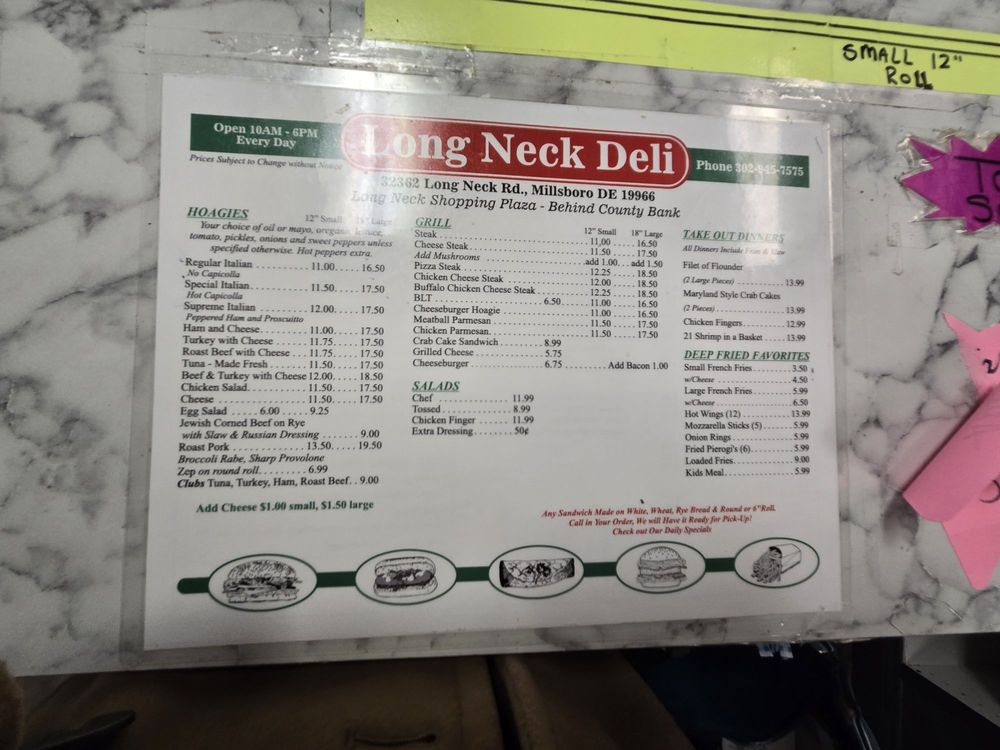 SMALL 12"
ROLL
Open 10AM - 6PM
Every Day
Long Neck Deli
Phone 302-945-7575
Prices Subject to Change without Notice
32362 Long Neck Rd., Millsboro DE 19966
Long Neck Shopping Plaza - Behind County Bank
HOAGIES
12" Small 18" Large
Your choice of oil or mayo, oregano, lettuce,
tomato, pickles, onions and sweet peppers unless
specified otherwise. Hot peppers extra.
Regular Italian 11.00 16.50
No Capicolla
Special Italian 11.50 17.50
Hot Capicolla
Supreme Italian 12.00 17.50
Peppered Ham and Proscuitto
Ham and Cheese 11.00 17.50
Turkey with Cheese 11.75 17.50
Roast Beef with Cheese 11.75 17.50
Tuna - Made Fresh 11.50 17.50
Beef & Turkey with Cheese 12.00 18.50
Chicken Salad 11.50 17.50
Cheese 11.50 17.50
Egg Salad 6.00 9.25
Jewish Corned Beef on Rye
with Slaw & Russian Dressing 9.00
Roast Pork 13.50 19.50
Broccoli Rabe, Sharp Provolone
Zep on round roll 6.99
Clubs Tuna, Turkey, Ham, Roast Beef 9.00
Add Cheese $1.00 small, $1.50 large
GRILL
12" Small 18" Large
Steak 11.00 16.50
Cheese Steak 11.50 17.50
Add Mushrooms add 1.00 add 1.50
Pizza Steak 12.25 18.50
Chicken Cheese Steak 12.00 18.50
Buffalo Chicken Cheese Steak 12.25 18.50
BLT 6.50 11.00 16.50
Cheeseburger Hoagie 11.00 16.50
Meatball Parmesan 11.50 17.50
Chicken Parmesan 11.50 17.50
Crab Cake Sandwich 8.99
Grilled Cheese 5.75
Cheeseburger 6.75 Add Bacon 1.00
SALADS
Chef 11.99
Tossed 8.99
Chicken Finger 11.99
Extra Dressing 50¢
TAKE OUT DINNERS
All Dinners Include Fries & Slaw
Filet of Flounder
(2 Large Pieces) 13.99
Maryland Style Crab Cakes
(2 Pieces) 13.99
Chicken Fingers 12.99
21 Shrimp in a Basket 13.99
DEEP FRIED FAVORITES
Small French Fries 3.50
w/Cheese 4.50
Large French Fries 5.99
w/Cheese 6.50
Hot Wings (12) 13.99
Mozzarella Sticks (5) 5.99
Onion Rings 5.99
Fried Pierogi's (6) 5.99
Loaded Fries 9.00
Kids Meal 5.99
Any Sandwich Made on White, Wheat, Rye Bread & Round or 6" Roll.
Call in Your Order, We will Have it Ready for Pick-Up!
Check out Our Daily Specials